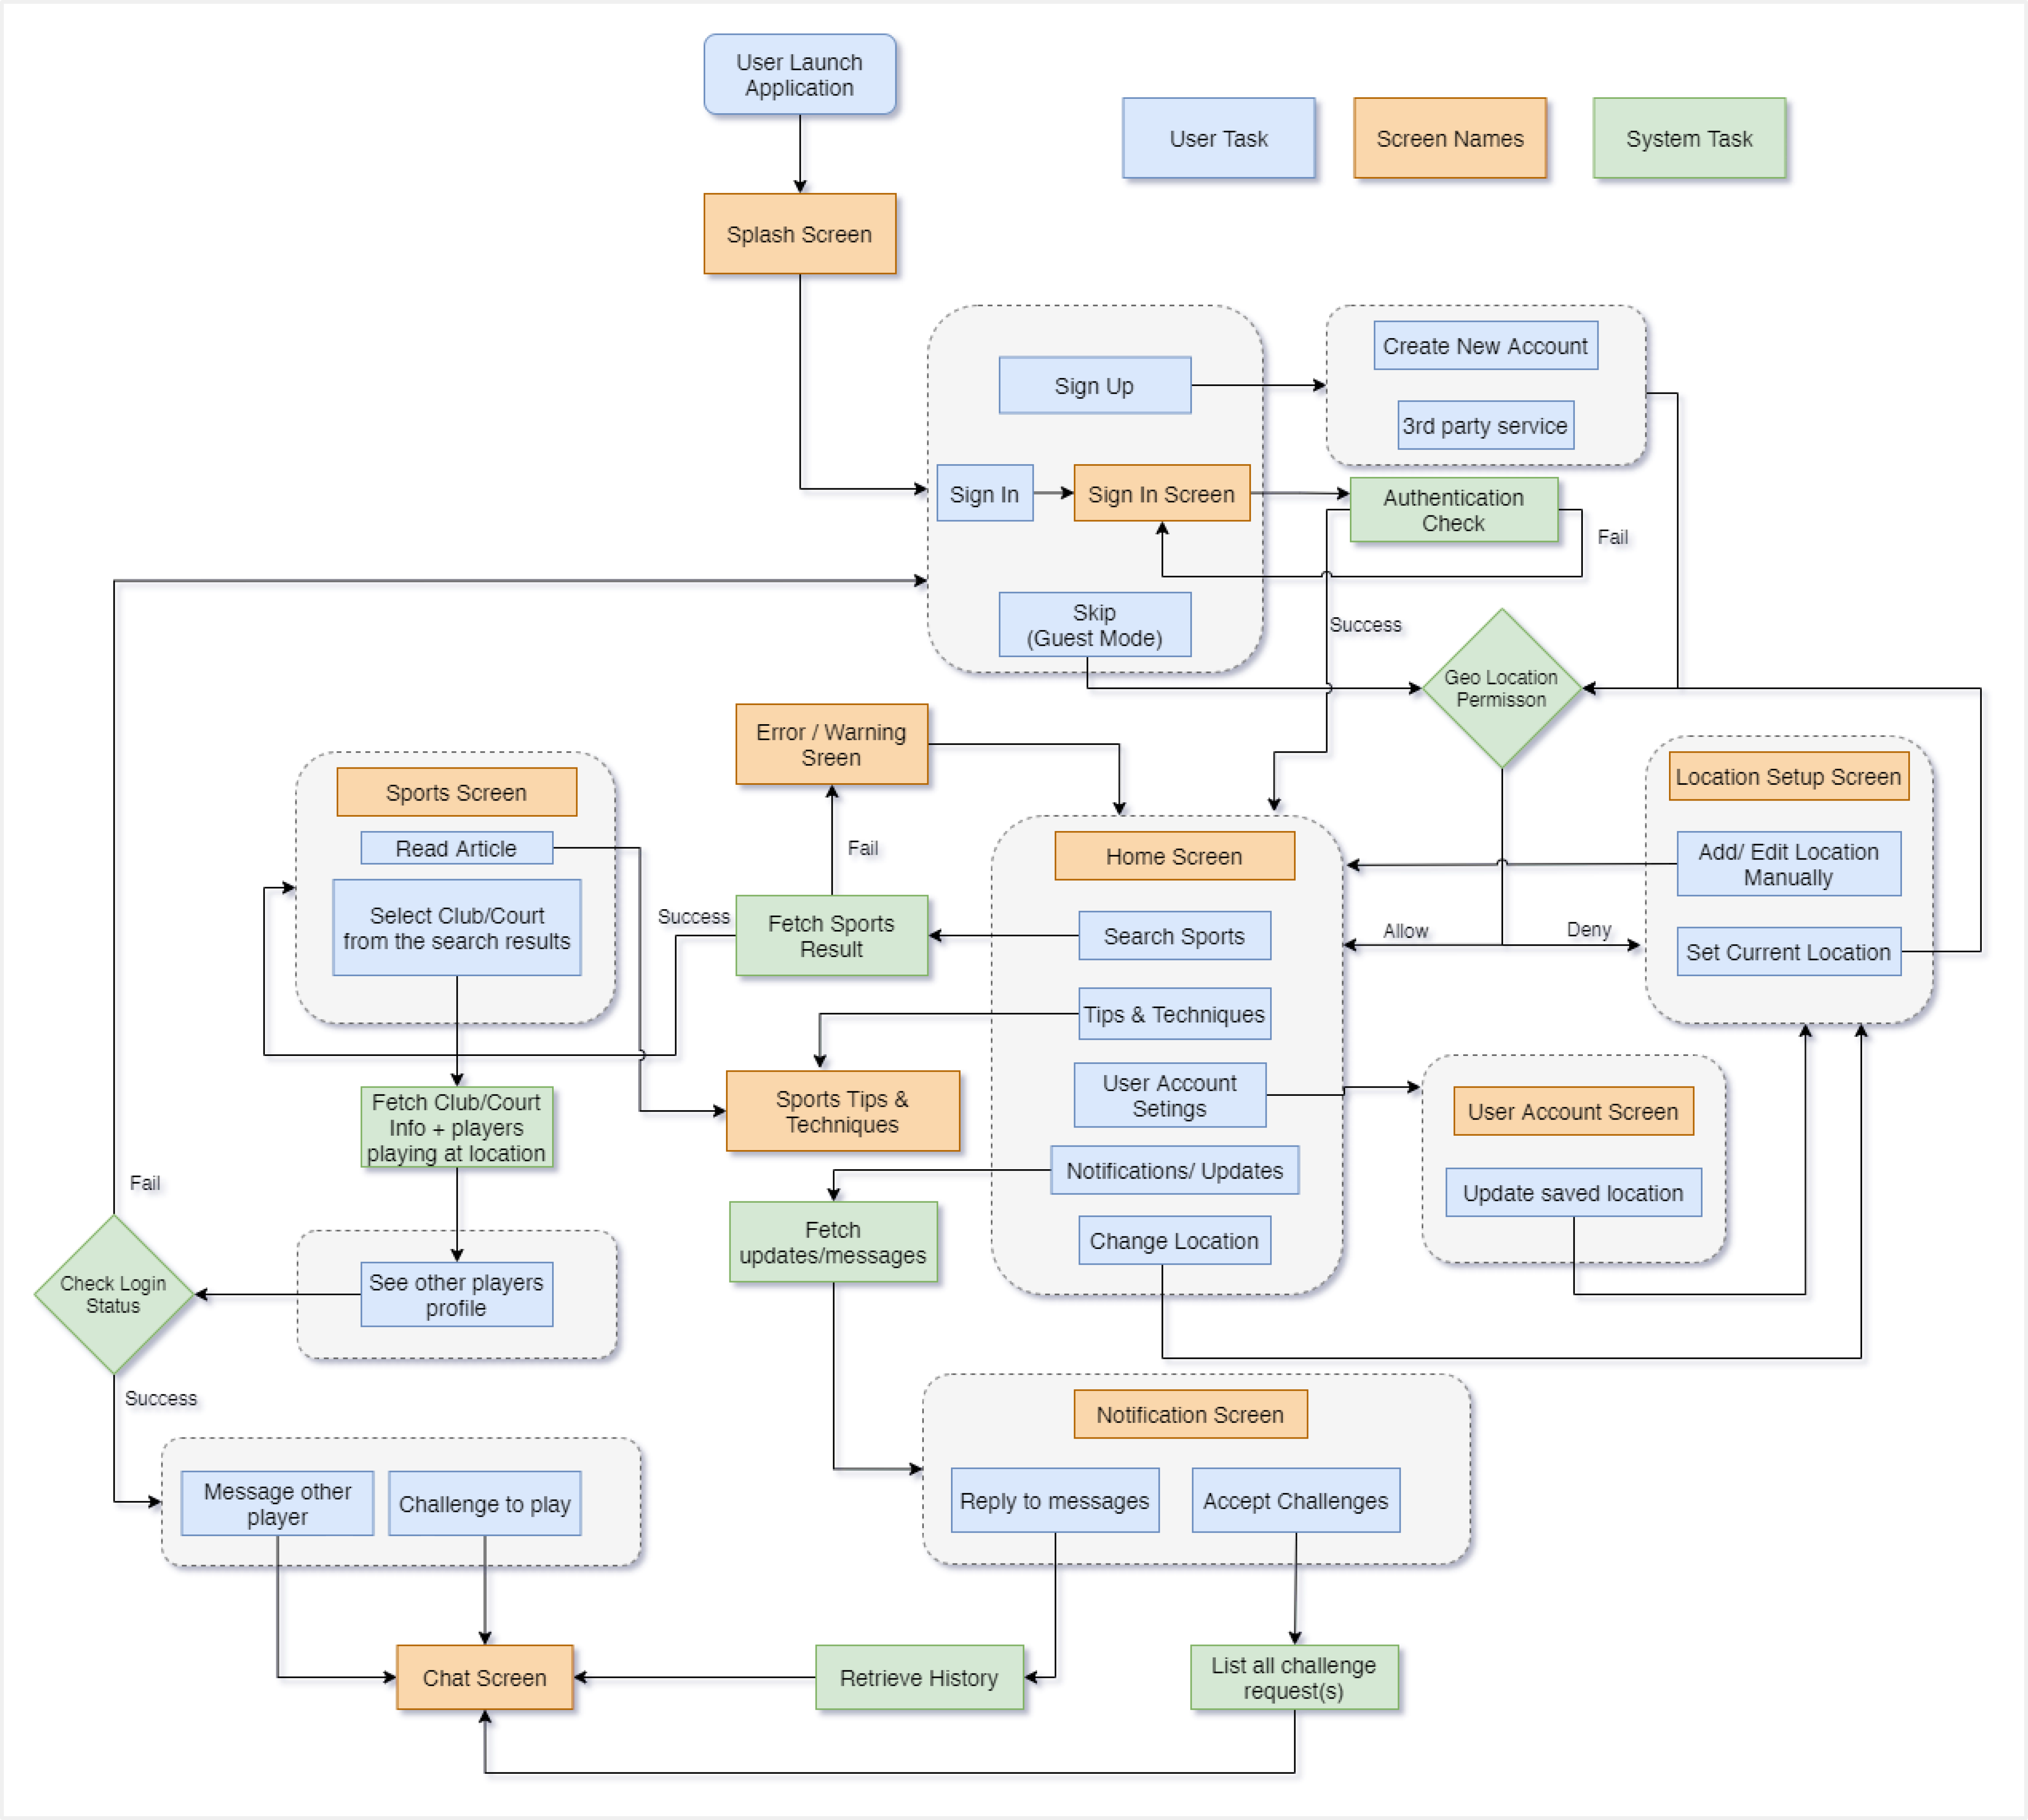 User Launch
Application
User Task
Screen Names
System Task
Splash Screen
Sign Up
Create New Account
3rd party service
Sign In
Sign In Screen
Authentication
Check
Fail
Skip
(Guest Mode)
Success
Geo Location
Permisson
Error / Warning
Sreen
Sports Screen
Read Article
Select Club/Court
from the search results
Fail
Success
Fetch Sports
Result
Home Screen
Search Sports
Tips & Techniques
User Account
Setings
Notifications/ Updates
Change Location
Allow
Deny
Location Setup Screen
Add/ Edit Location
Manually
Set Current Location
Fetch Club/Court
Info + players
playing at location
Sports Tips &
Techniques
User Account Screen
Update saved location
Fail
Fetch
updates/messages
Check Login
Status
See other players
profile
Success
Message other
player
Challenge to play
Notification Screen
Reply to messages
Accept Challenges
Chat Screen
Retrieve History
List all challenge
request(s)